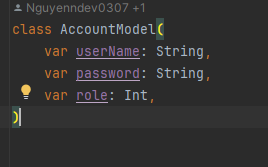 Nguyenndev0307 +1
class AccountModel(
var userName: String,
var password: String,
var role: Int,
)